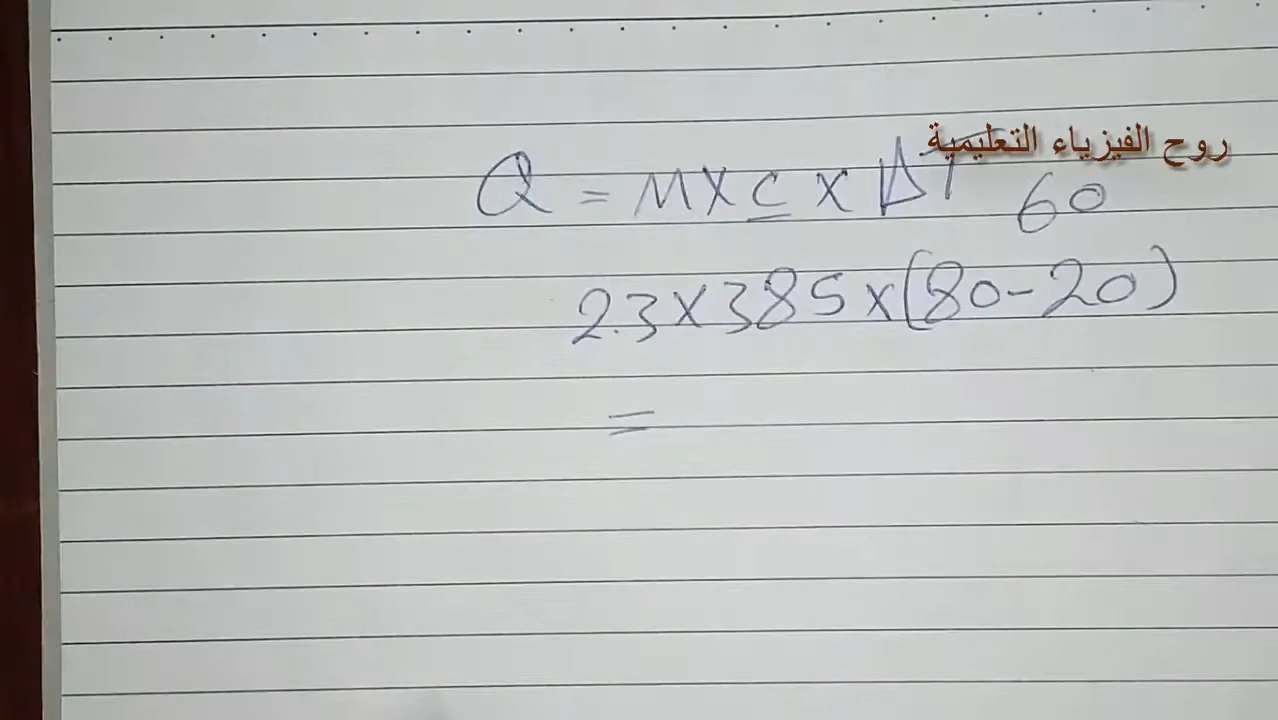 روح الفيزياء التعليمية
Q = M X C X ΔT
60
2.3 X 385 X (80-20)
=